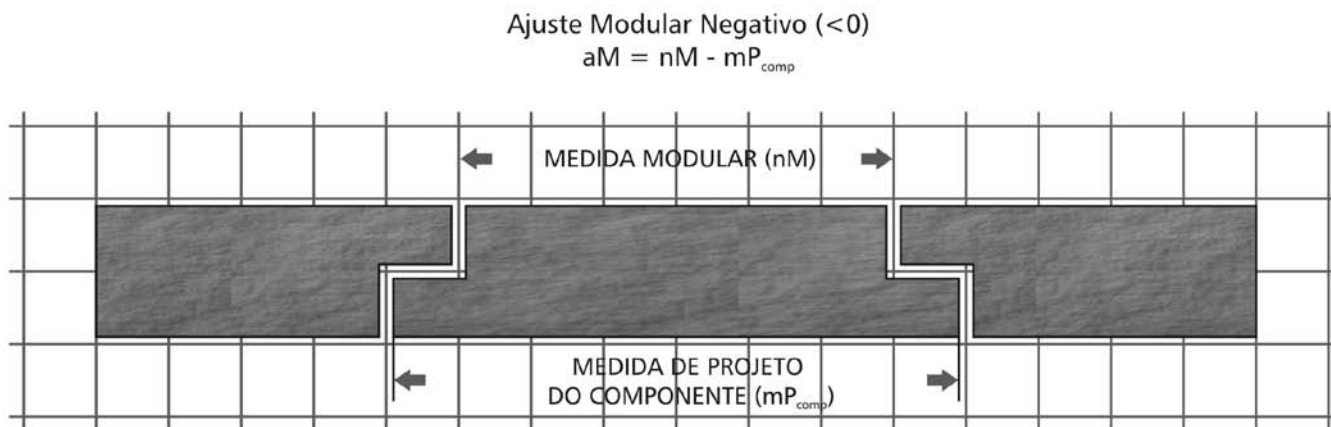 Ajuste Modular Negativo (<0)
aM = nM - mPcomp
MEDIDA MODULAR (nM)
MEDIDA DE PROJETO
DO COMPONENTE (mPcomp)